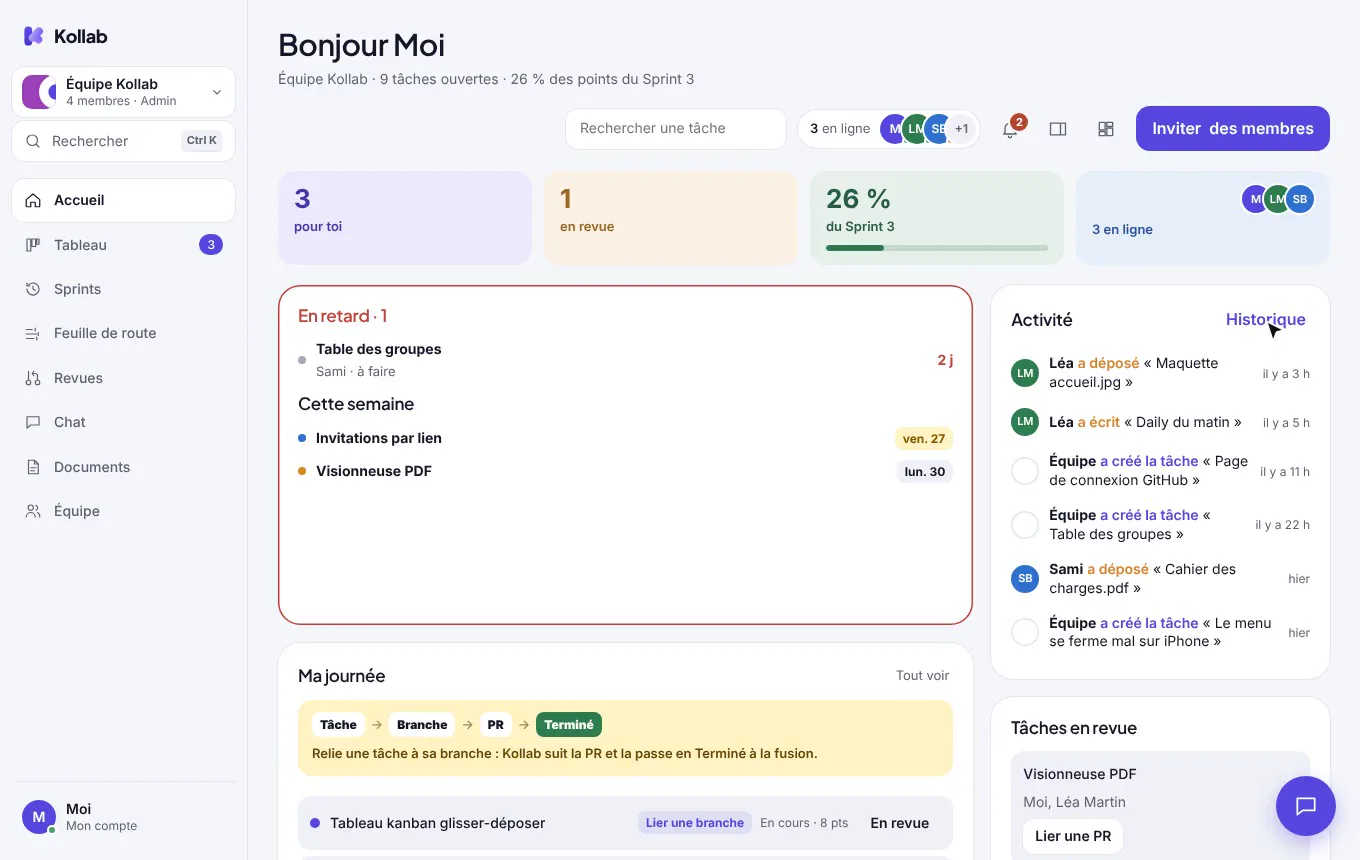 Kollab
Équipe Kollab
4 membres · Admin
Rechercher
Ctrl K
Accueil
Tableau
3
Sprints
Feuille de route
Revues
Chat
Documents
Équipe
M
Moi
Mon compte
Bonjour Moi
Équipe Kollab · 9 tâches ouvertes · 26 % des points du Sprint 3
Rechercher une tâche
3 en ligne
M
LM
SB
+1
2
Inviter des membres
3
pour toi
1
en revue
26 %
du Sprint 3
M
LM
SB
3 en ligne
En retard · 1
Table des groupes
Sami · à faire
2 j
Cette semaine
Invitations par lien
ven. 27
Visionneuse PDF
lun. 30
Ma journée
Tout voir
Tâche → Branche → PR → Terminé
Relie une tâche à sa branche : Kollab suit la PR et la passe en Terminé à la fusion.
Tableau kanban glisser-déposer
Lier une branche
En cours · 8 pts
En revue
Activité
Historique
LM
Léa a déposé « Maquette
accueil.jpg »
il y a 3 h
LM
Léa a écrit « Daily du matin »
il y a 5 h
Équipe a créé la tâche « Page
de connexion GitHub »
il y a 11 h
Équipe a créé la tâche «
Table des groupes »
il y a 22 h
SB
Sami a déposé « Cahier des
charges.pdf »
hier
Équipe a créé la tâche « Le menu
se ferme mal sur iPhone »
hier
Tâches en revue
Visionneuse PDF
Moi, Léa Martin
Lier une PR